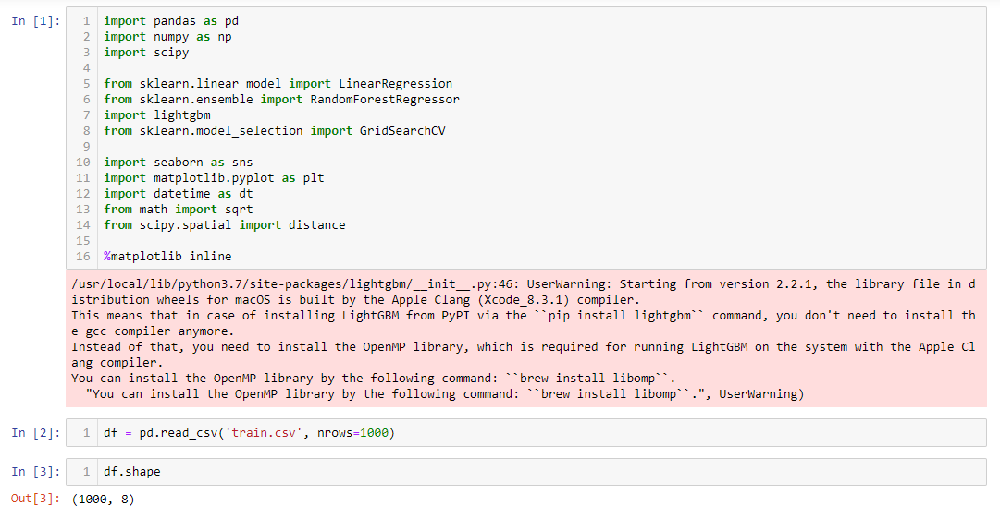 In [1]:
1 import pandas as pd
2 import numpy as np
3 import scipy
4
5 from sklearn.linear_model import LinearRegression
6 from sklearn.ensemble import RandomForestRegressor
7 import lightgbm
8 from sklearn.model_selection import GridSearchCV
9
10 import seaborn as sns
11 import matplotlib.pyplot as plt
12 import datetime as dt
13 from math import sqrt
14 from scipy.spatial import distance
15
16 %matplotlib inline
/usr/local/lib/python3.7/site-packages/lightgbm/__init__.py:46: UserWarning: Starting from version 2.2.1, the library file in d
istribution wheels for macOS is built by the Apple Clang (Xcode_8.3.1) compiler.
This means that in case of installing LightGBM from PyPI via the ``pip install lightgbm`` command, you don't need to install th
e gcc compiler anymore.
Instead of that, you need to install the OpenMP library, which is required for running LightGBM on the system with the Apple Cl
ang compiler.
You can install the OpenMP library by the following command: ``brew install libomp``.
  "You can install the OpenMP library by the following command: ``brew install libomp``.", UserWarning)
In [2]:
1 df = pd.read_csv('train.csv', nrows=1000)
In [3]:
1 df.shape
Out[3]: (1000, 8)